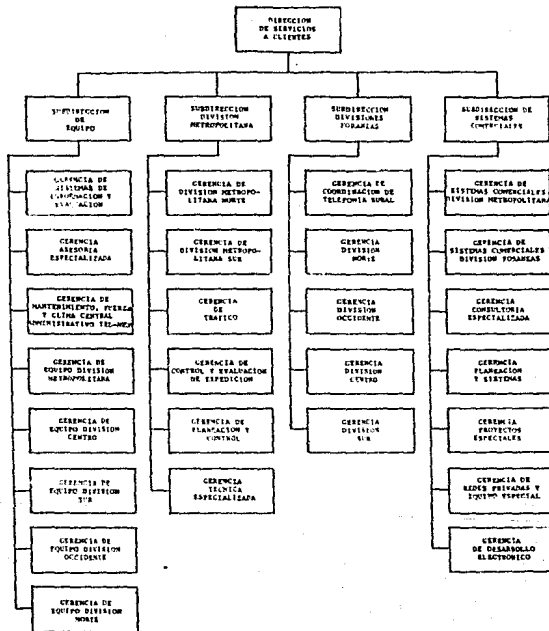 DIRECCION
DE SERVICIOS
A CLIENTES
SUBDIRECCION
DE
EQUIPO
SUBDIRECCION
DIVISION
METROPOLITANA
SUBDIRECCION
DIVISIONES
FORANEAS
SUBDIRECCION DE
SISTEMAS
COMERCIALES
GERENCIA DE
SISTEMAS DE
INFORMACION Y
EVALUACION
GERENCIA
ASESORIA
ESPECIALIZADA
GERENCIA DE
MANTENIMIENTO, FUERZA
Y CLIMA CENTRAL
ADMINISTRATIVO TEL-MEX
GERENCIA DE
EQUIPO DIVISION
METROPOLITANA
GERENCIA DE
EQUIPO DIVISION
CENTRO
GERENCIA DE
EQUIPO DIVISION
SUR
GERENCIA DE
EQUIPO DIVISION
OCCIDENTE
GERENCIA DE
EQUIPO DIVISION
NORTE
GERENCIA DE
DIVISION METROPO-
LITANA NORTE
GERENCIA DE
DIVISION METROPO-
LITANA SUR
GERENCIA
DE
TRAFICO
GERENCIA DE
CONTROL Y EVALUACION
DE EXPEDICION
GERENCIA DE
PLANEACION Y
CONTROL
GERENCIA
TECNICA
ESPECIALIZADA
GERENCIA DE
COORDINACION DE
TELEFONIA RURAL
GERENCIA
DIVISION
NORTE
GERENCIA
DIVISION
OCCIDENTE
GERENCIA
DIVISION
CENTRO
GERENCIA
DIVISION
SUR
GERENCIA DE
SISTEMAS COMERCIALES
DIVISION METROPOLITANA
GERENCIA DE
SISTEMAS COMERCIALES
DIVISION FORANEAS
GERENCIA
CONSULTORIA
ESPECIALIZADA
GERENCIA
PLANEACION
Y SISTEMAS
GERENCIA
PROYECTOS
ESPECIALES
GERENCIA DE
REDES PRIVADAS Y
EQUIPO ESPECIAL
GERENCIA
DE DESARROLLO
ELECTRONICO